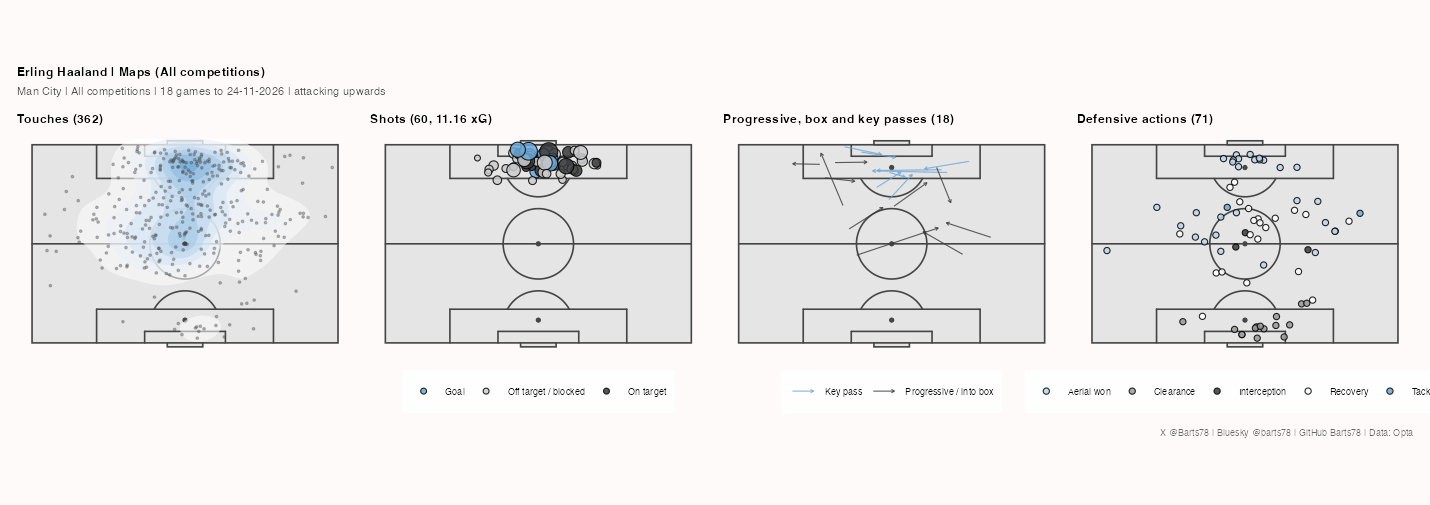 Erling Haaland | Maps (All competitions)
Man City | All competitions | 18 games to 24-11-2026 | attacking upwards
Touches (362)
Shots (60, 11.16 xG)
Progressive, box and key passes (18)
Defensive actions (71)
Goal
Off target / blocked
On target
Key pass
Progressive / into box
Aerial won
Clearance
Interception
Recovery
Tack
X @Barts78 | Bluesky @barts78 | GitHub Barts78 | Data: Opta